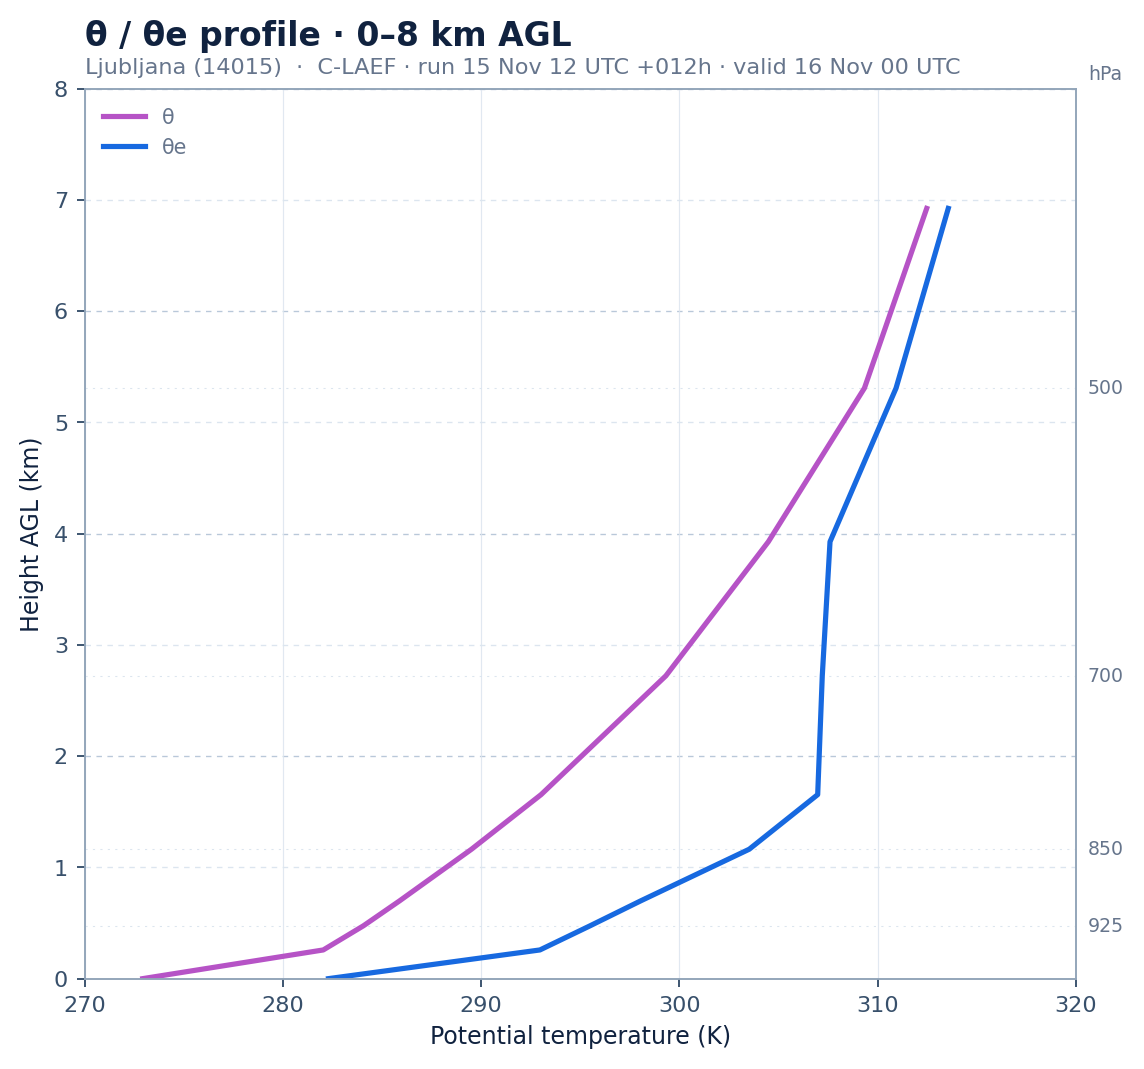 θ / θe profile · 0–8 km AGL
Ljubljana (14015)  ·  C-LAEF · run 15 Nov 12 UTC +012h · valid 16 Nov 00 UTC
hPa
θ
θe
8
7
6
5
4
3
2
1
0
500
700
850
925
Height AGL (km)
270
280
290
300
310
320
Potential temperature (K)